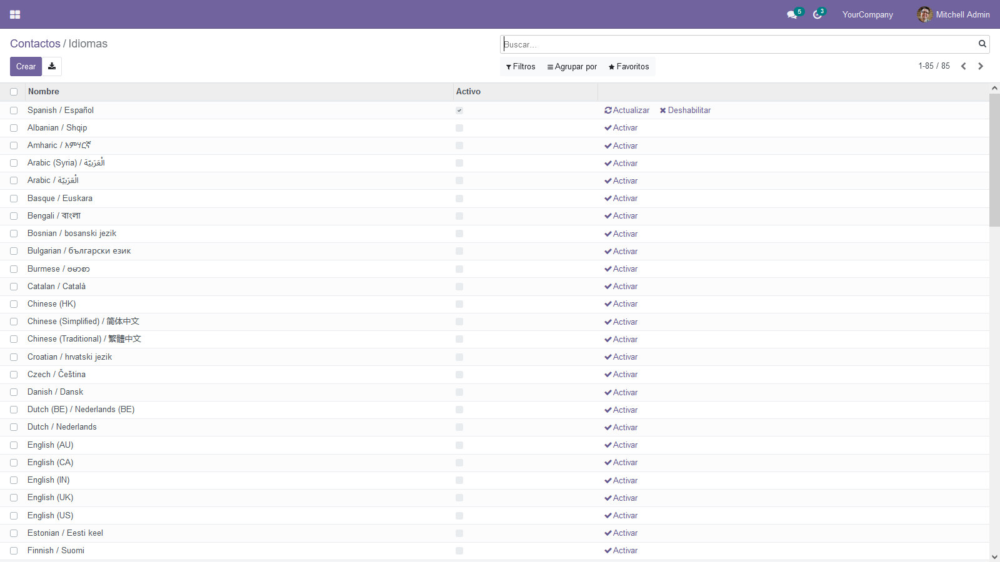 5 3 YourCompany Mitchell Admin
Contactos / Idiomas
Buscar...
Crear
Filtros Agrupar por Favoritos 1-85 / 85
Nombre Activo
Spanish / Español Actualizar Deshabilitar
Albanian / Shqip Activar
Amharic / አምሃርኛ Activar
Arabic (Syria) / الْعَرَبيّة Activar
Arabic / الْعَرَبيّة Activar
Basque / Euskara Activar
Bengali / বাংলা Activar
Bosnian / bosanski jezik Activar
Bulgarian / български език Activar
Burmese / ဗမာစာ Activar
Catalan / Català Activar
Chinese (HK) Activar
Chinese (Simplified) / 简体中文 Activar
Chinese (Traditional) / 繁體中文 Activar
Croatian / hrvatski jezik Activar
Czech / Čeština Activar
Danish / Dansk Activar
Dutch (BE) / Nederlands (BE) Activar
Dutch / Nederlands Activar
English (AU) Activar
English (CA) Activar
English (IN) Activar
English (UK) Activar
English (US) Activar
Estonian / Eesti keel Activar
Finnish / Suomi Activar